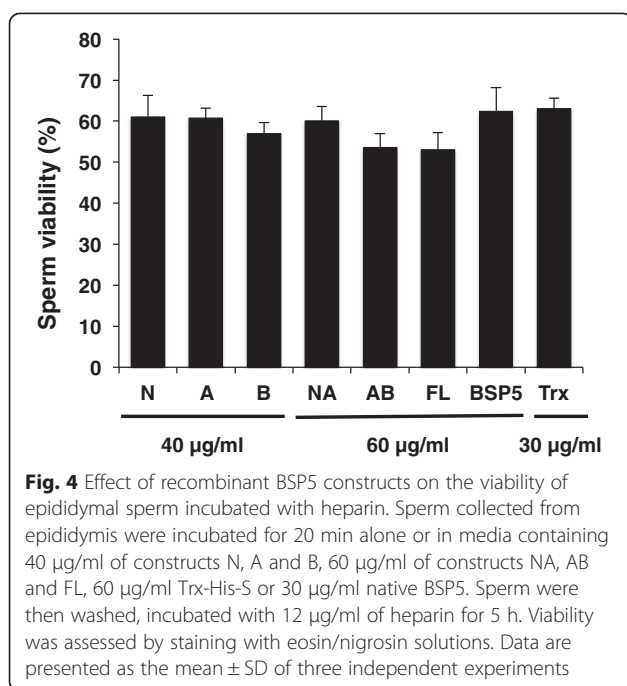 80
70
60
50
40
30
20
10
0
Sperm viability (%)
N A B NA AB FL BSP5 Trx
40 µg/ml 60 µg/ml 30 µg/ml
Fig. 4 Effect of recombinant BSP5 constructs on the viability of
epididymal sperm incubated with heparin. Sperm collected from
epididymis were incubated for 20 min alone or in media containing
40 µg/ml of constructs N, A and B, 60 µg/ml of constructs NA, AB
and FL, 60 µg/ml Trx-His-S or 30 µg/ml native BSP5. Sperm were
then washed, incubated with 12 µg/ml of heparin for 5 h. Viability
was assessed by staining with eosin/nigrosin solutions. Data are
presented as the mean ± SD of three independent experiments